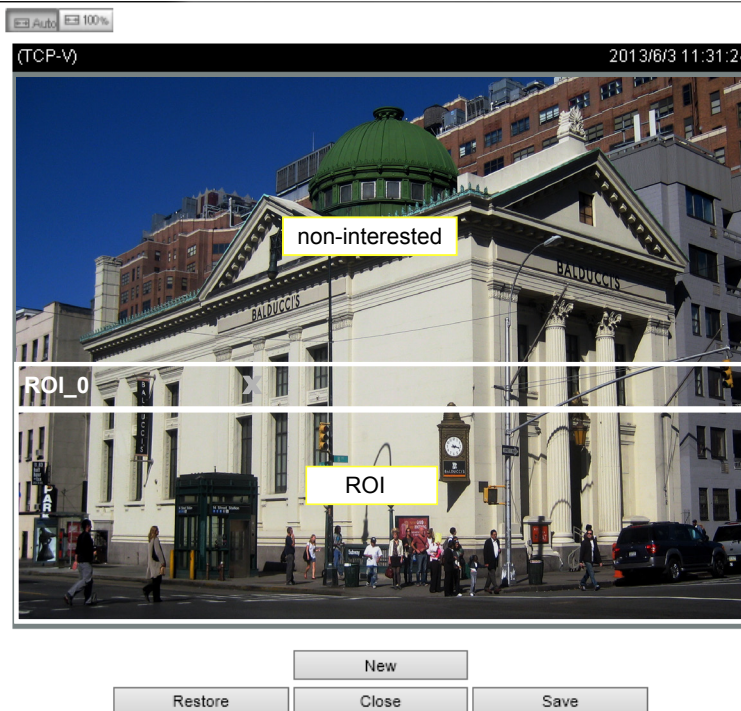 Auto 100%
(TCP-V) 2013/6/3 11:31:2
non-interested
BALDUCCI'S
BALDUCCI'S
ROI_0 X
BALDUCCI'S
PARK
ROI
New
Restore Close Save